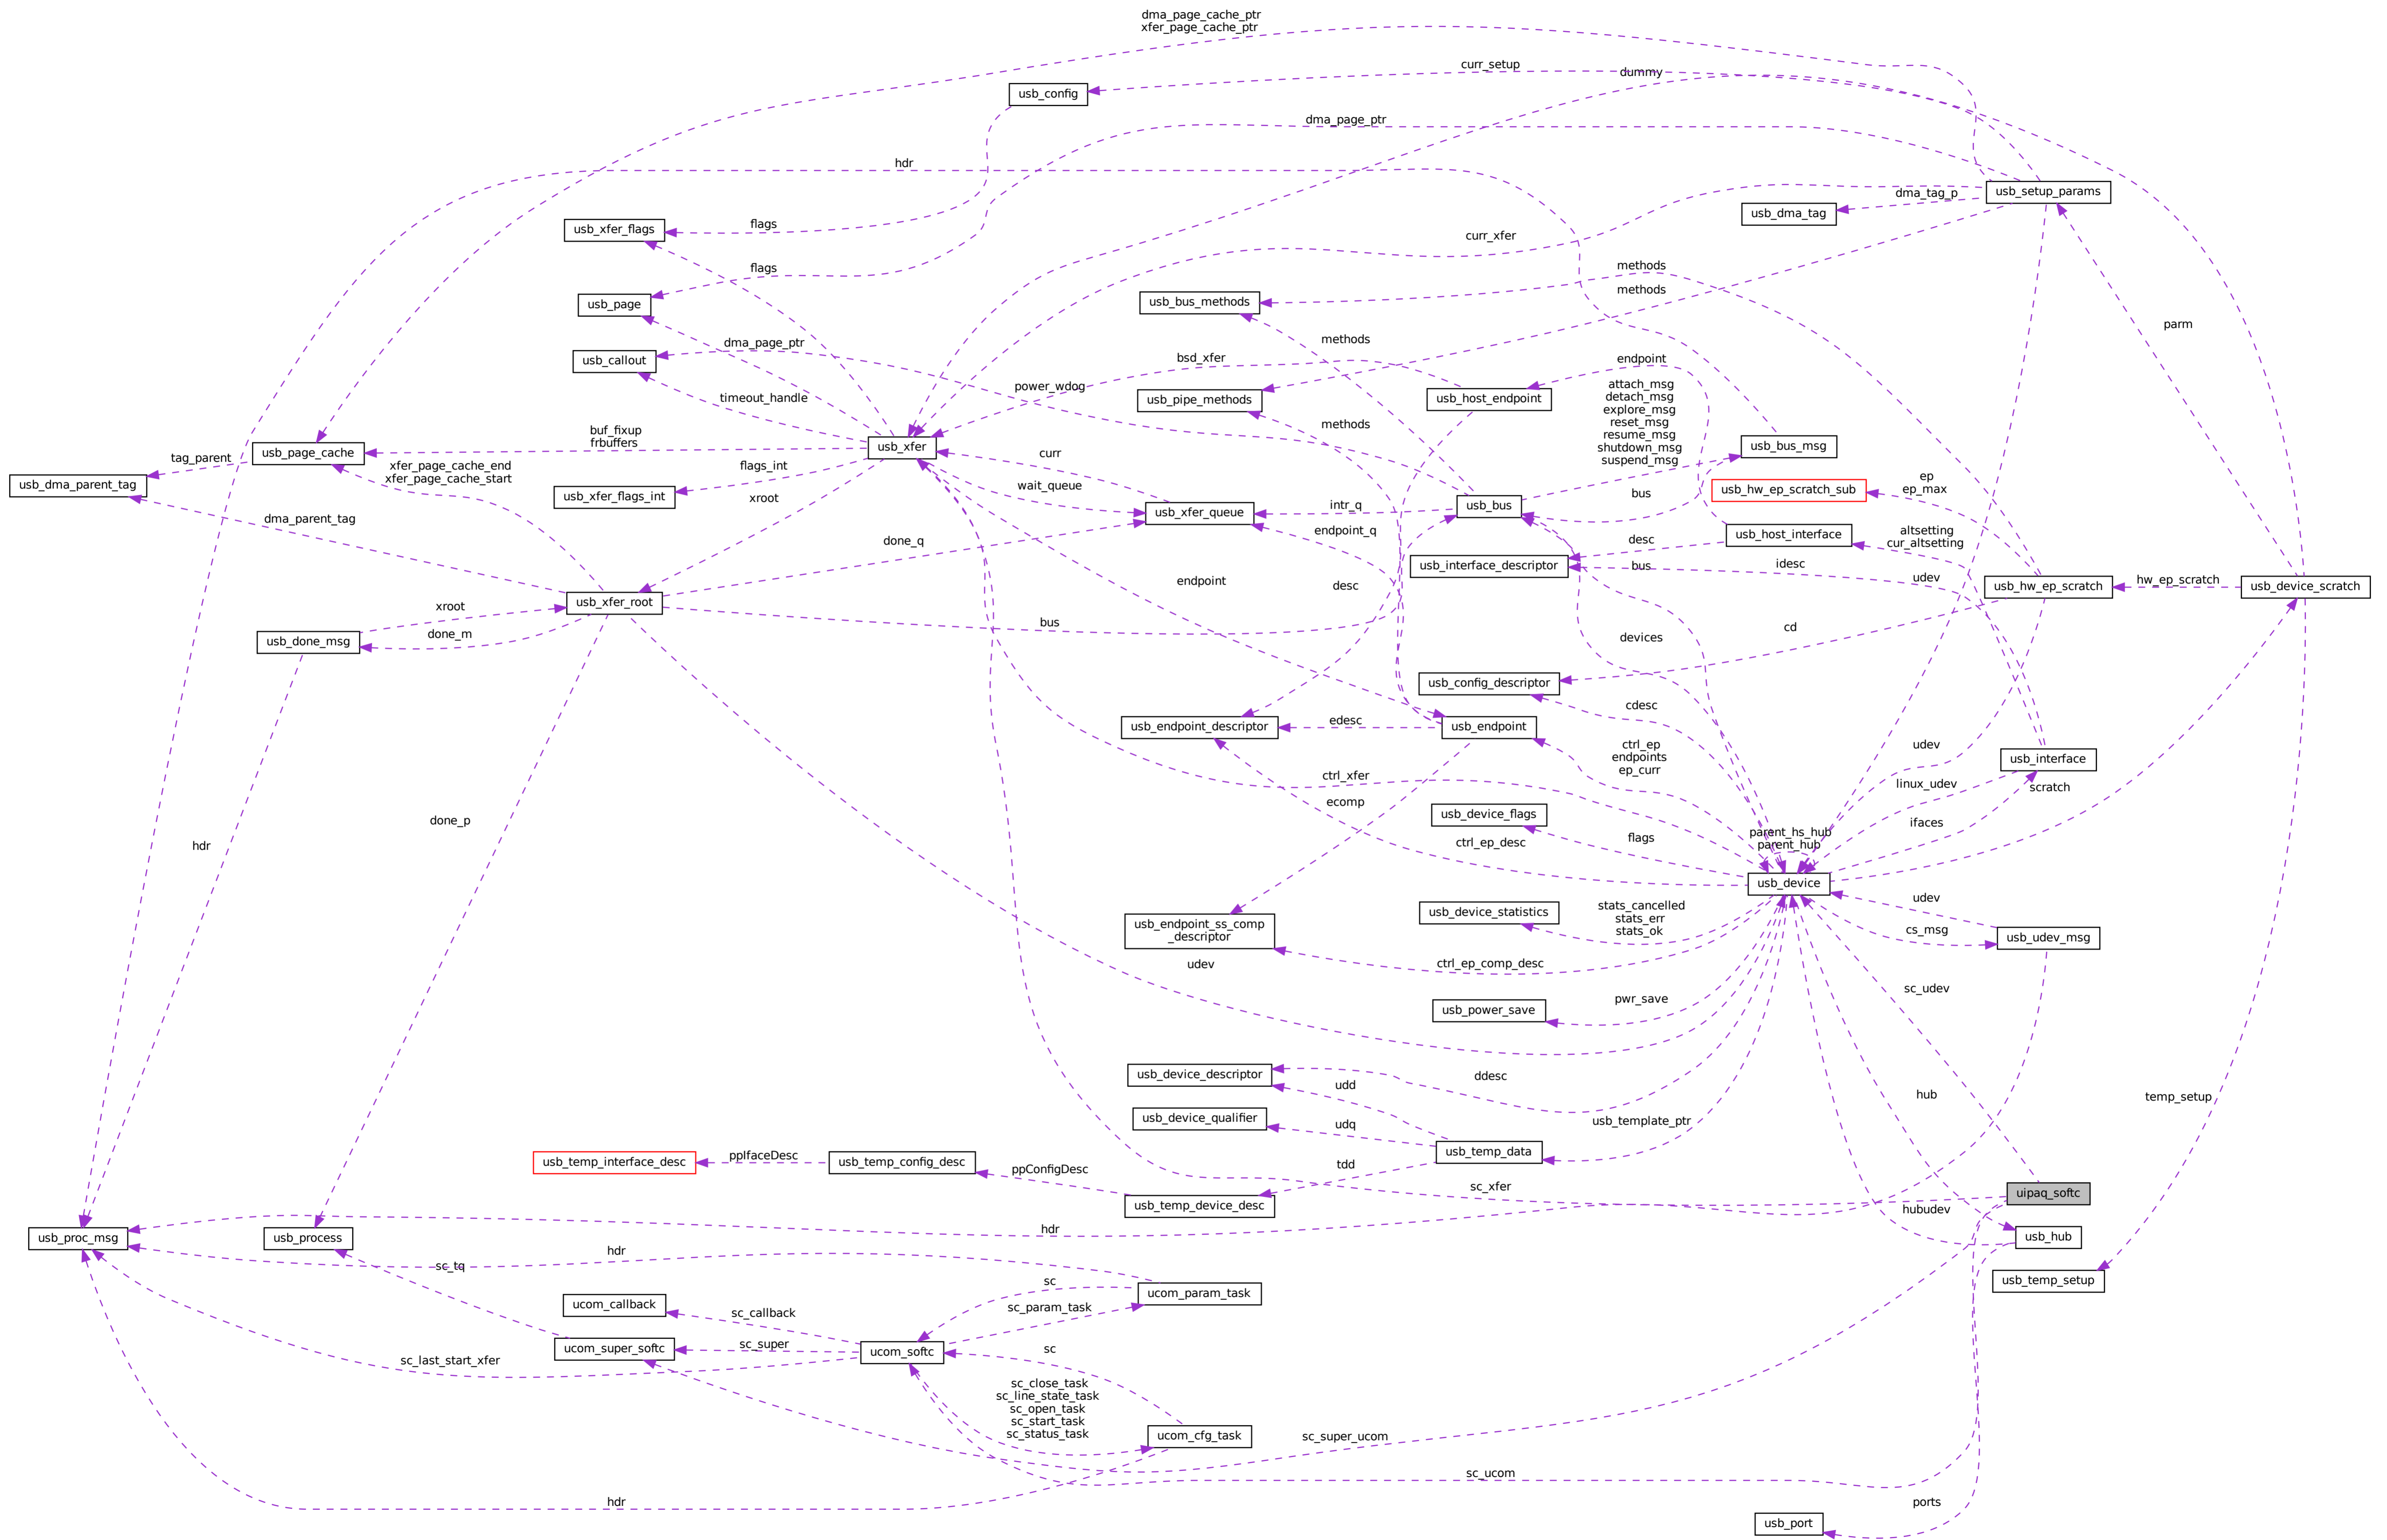 dma_page_cache_ptr
xfer_page_cache_ptr
curr_setup
dummy
usb_config
dma_page_ptr
hdr
usb_setup_params
dma_tag_p
usb_dma_tag
flags
usb_xfer_flags
curr_xfer
methods
flags
usb_page
usb_bus_methods
methods
parm
methods
dma_page_ptr
usb_callout
bsd_xfer
endpoint
power_wdog
attach_msg
detach_msg
explore_msg
reset_msg
resume_msg
shutdown_msg
suspend_msg
timeout_handle
usb_pipe_methods
usb_host_endpoint
methods
buf_fixup
frbuffers
usb_xfer
usb_bus_msg
usb_page_cache
tag_parent
curr
xfer_page_cache_end
xfer_page_cache_start
flags_int
ep
ep_max
usb_dma_parent_tag
usb_xfer_flags_int
wait_queue
usb_hw_ep_scratch_sub
xroot
bus
usb_xfer_queue
intr_q
usb_bus
dma_parent_tag
endpoint_q
altsetting
cur_altsetting
usb_host_interface
done_q
desc
usb_interface_descriptor
bus
idesc
endpoint
desc
udev
hw_ep_scratch
usb_hw_ep_scratch
usb_device_scratch
usb_xfer_root
xroot
bus
cd
done_m
usb_done_msg
devices
usb_config_descriptor
cdesc
edesc
usb_endpoint_descriptor
usb_endpoint
ctrl_ep
endpoints
ep_curr
udev
usb_interface
ctrl_xfer
linux_udev
scratch
ecomp
usb_device_flags
done_p
ifaces
flags
parent_hs_hub
parent_hub
hdr
ctrl_ep_desc
usb_device
udev
stats_cancelled
stats_err
stats_ok
usb_device_statistics
usb_endpoint_ss_comp
_descriptor
cs_msg
usb_udev_msg
udev
ctrl_ep_comp_desc
sc_udev
pwr_save
usb_power_save
usb_device_descriptor
ddesc
udd
hub
temp_setup
usb_device_qualifier
udq
usb_template_ptr
usb_temp_data
usb_temp_interface_desc
ppIfaceDesc
usb_temp_config_desc
ppConfigDesc
tdd
sc_xfer
uipaq_softc
usb_temp_device_desc
hubudev
hdr
usb_proc_msg
usb_process
usb_hub
hdr
sc_tq
sc
usb_temp_setup
ucom_param_task
ucom_callback
sc_callback
sc_param_task
sc_super
ucom_super_softc
sc
ucom_softc
sc_last_start_xfer
sc_close_task
sc_line_state_task
sc_open_task
sc_start_task
sc_status_task
ucom_cfg_task
sc_super_ucom
sc_ucom
hdr
ports
usb_port